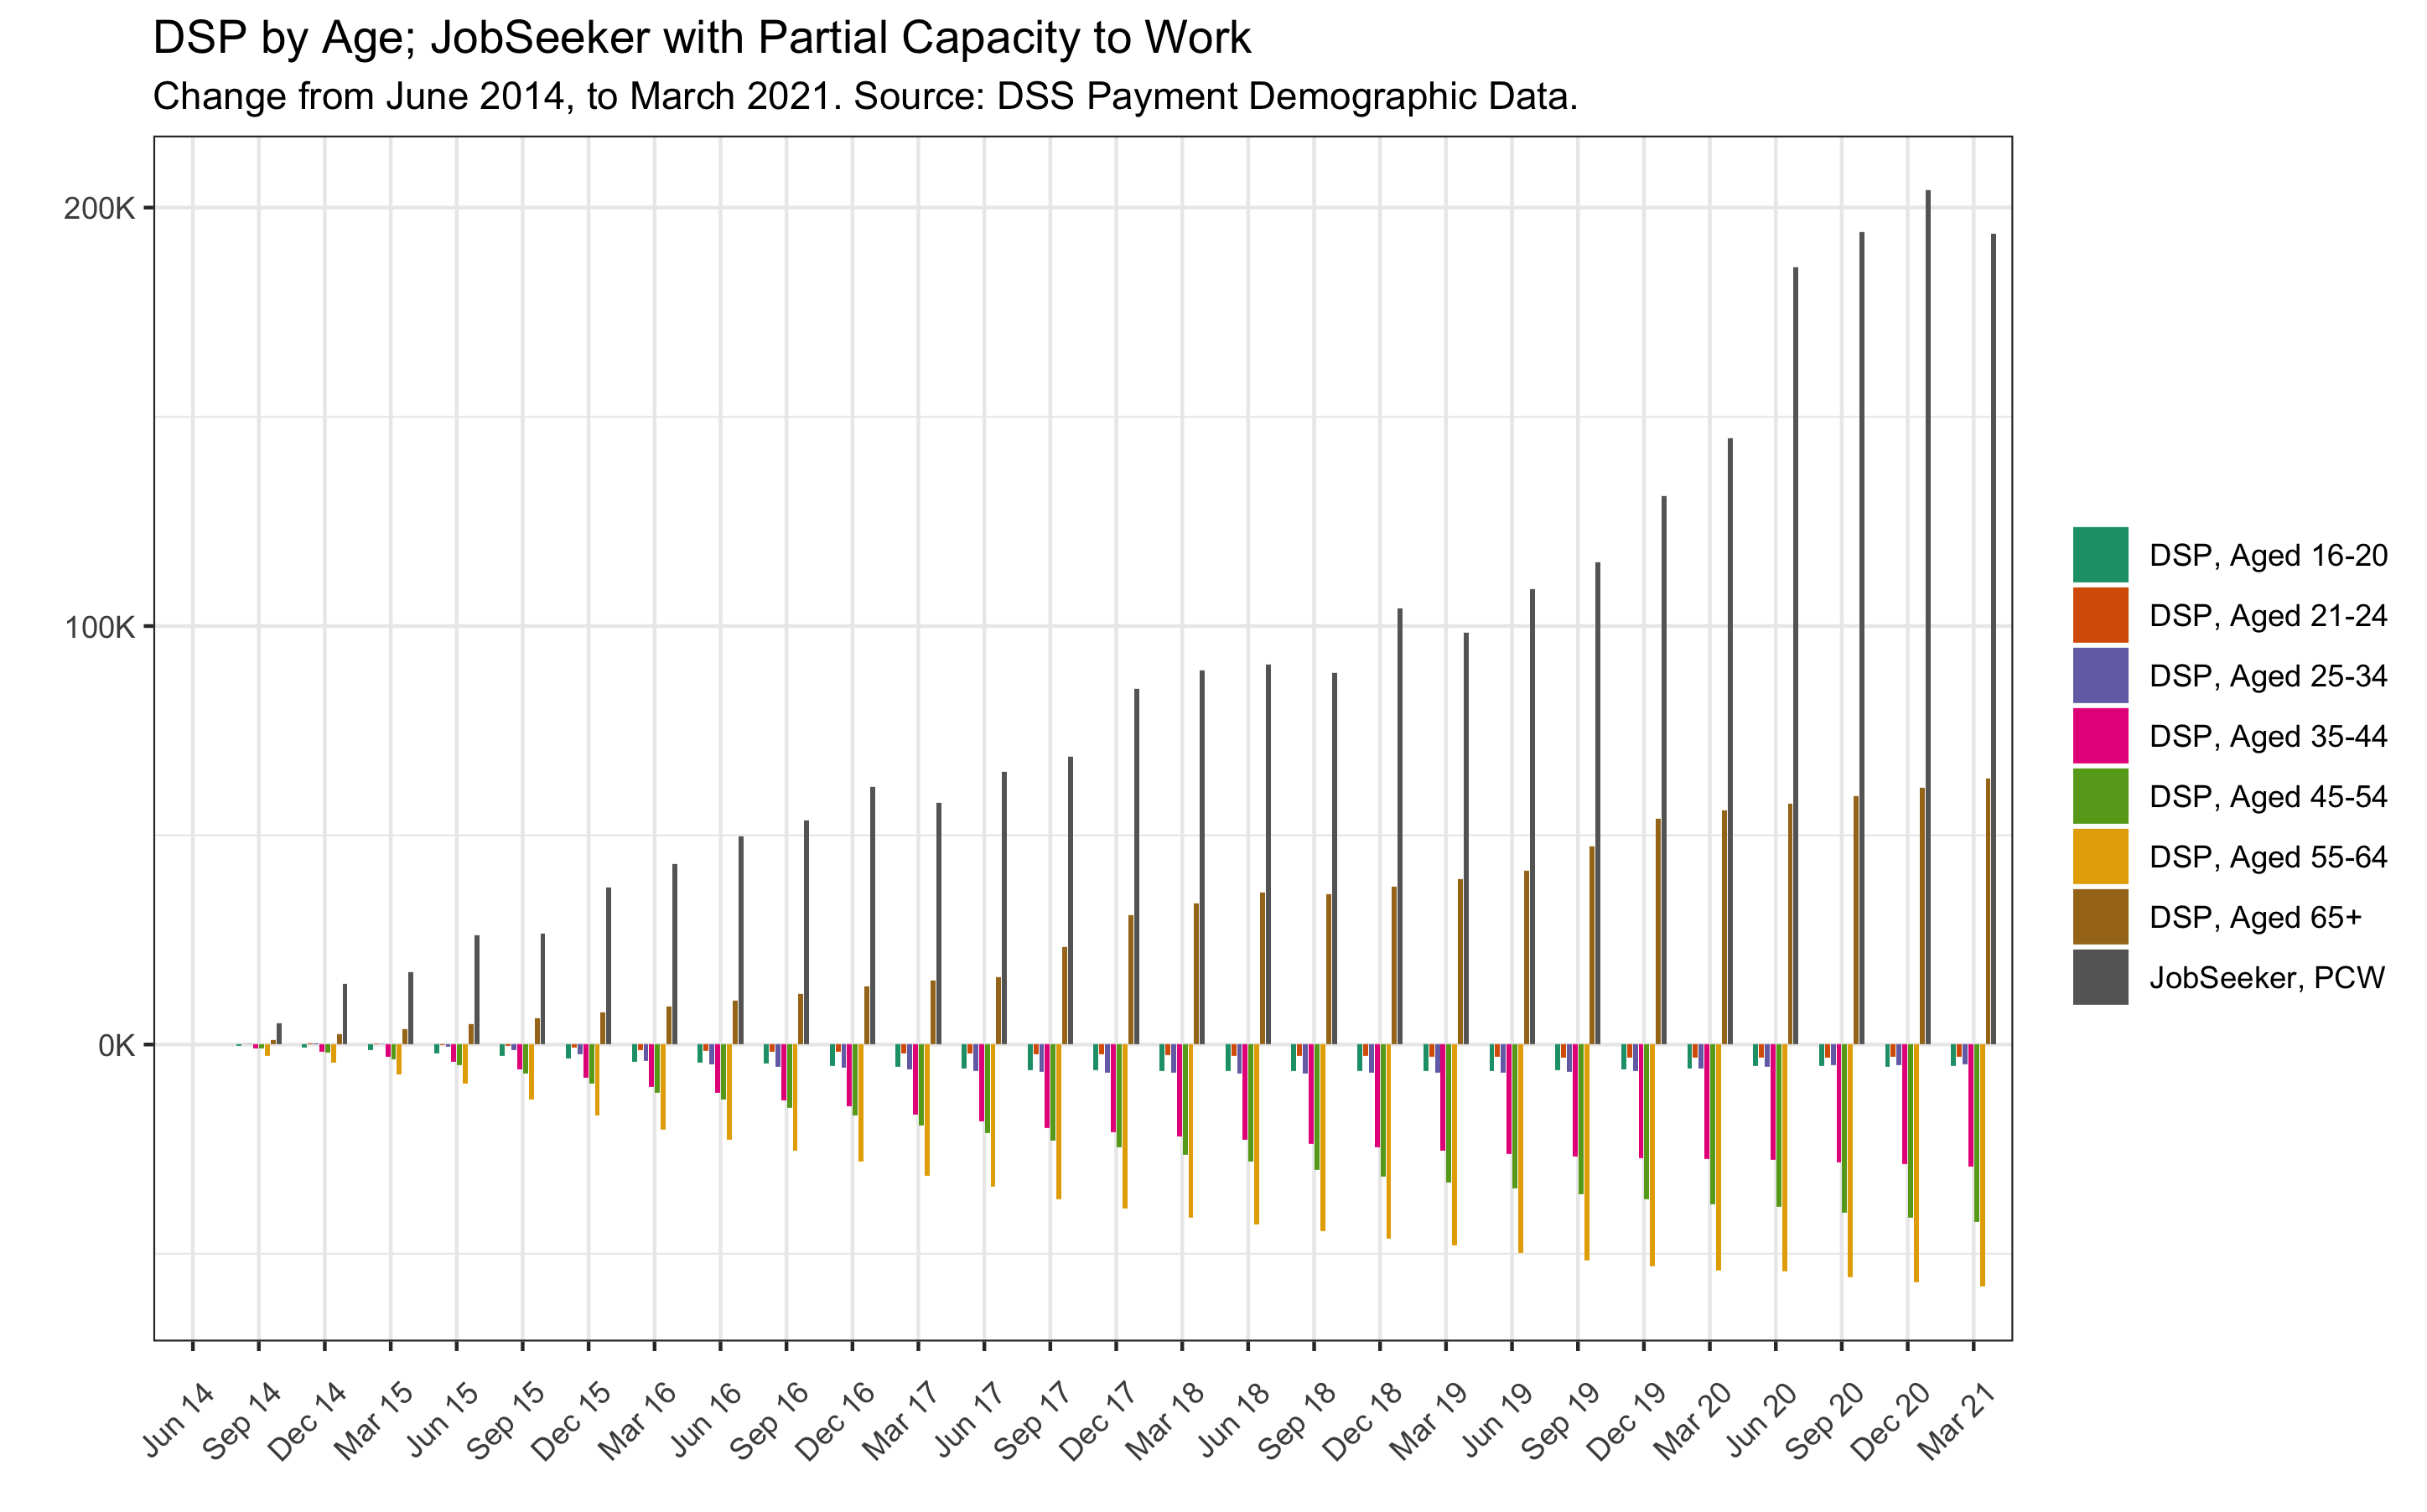 DSP by Age; JobSeeker with Partial Capacity to Work
Change from June 2014, to March 2021. Source: DSS Payment Demographic Data.
200K
100K
0K
Jun 14
Sep 14
Dec 14
Mar 15
Jun 15
Sep 15
Dec 15
Mar 16
Jun 16
Sep 16
Dec 16
Mar 17
Jun 17
Sep 17
Dec 17
Mar 18
Jun 18
Sep 18
Dec 18
Mar 19
Jun 19
Sep 19
Dec 19
Mar 20
Jun 20
Sep 20
Dec 20
Mar 21
DSP, Aged 16-20
DSP, Aged 21-24
DSP, Aged 25-34
DSP, Aged 35-44
DSP, Aged 45-54
DSP, Aged 55-64
DSP, Aged 65+
JobSeeker, PCW